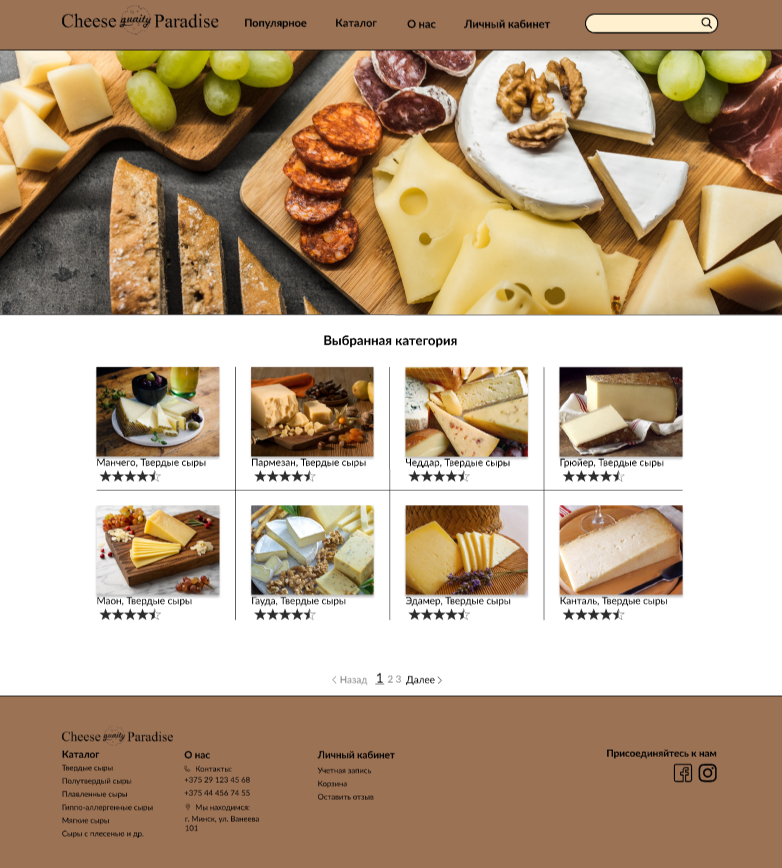 Cheese quaity Paradise Популярное Каталог О нас Личный кабинет
Выбранная категория
Манчего, Твердые сыры Пармезан, Твердые сыры Чеддар, Твердые сыры Грюйер, Твердые сыры
Маон, Твердые сыры Гауда, Твердые сыры Эдамер, Твердые сыры Канталь, Твердые сыры
Назад 1 2 3 Далее
Cheese quaity Paradise
Каталог
Твердые сыры
Полутвердый сыры
Плавленные сыры
Гиппо-аллергенные сыры
Мягкие сыры
Сыры с плесенью и др.
О нас
Контакты:
+375 29 123 45 68
+375 44 456 74 55
Мы находимся:
г. Минск, ул. Ванеева
101
Личный кабинет
Учетная запись
Корзина
Оставить отзыв
Присоединяйтесь к нам